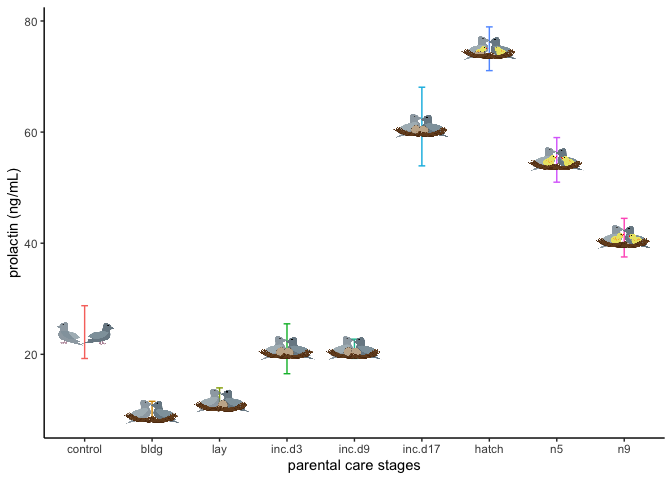 80
60
40
20
prolactin (ng/mL)
control bldg lay inc.d3 inc.d9 inc.d17 hatch n5 n9
parental care stages